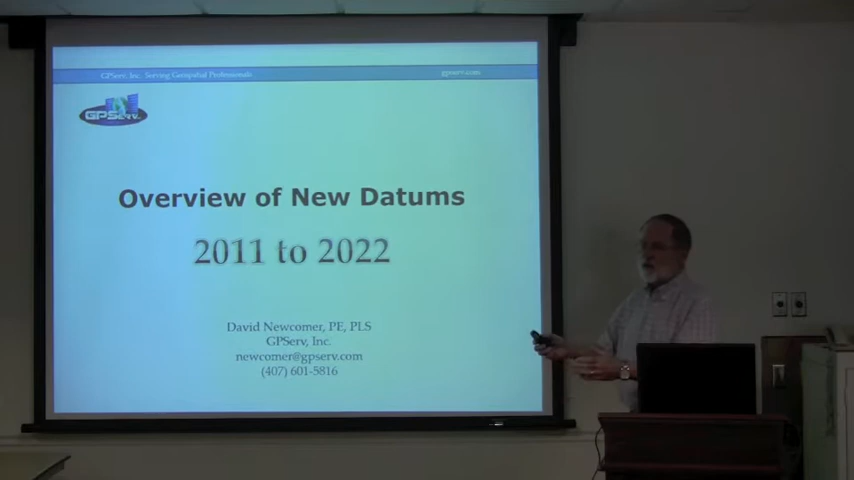 GPServ, Inc. Serving Geospatial Professionals
gpserv.com
GPServ
Overview of New Datums
2011 to 2022
David Newcomer, PE, PLS
GPServ, Inc.
newcomer@gpserv.com
(407) 601-5816